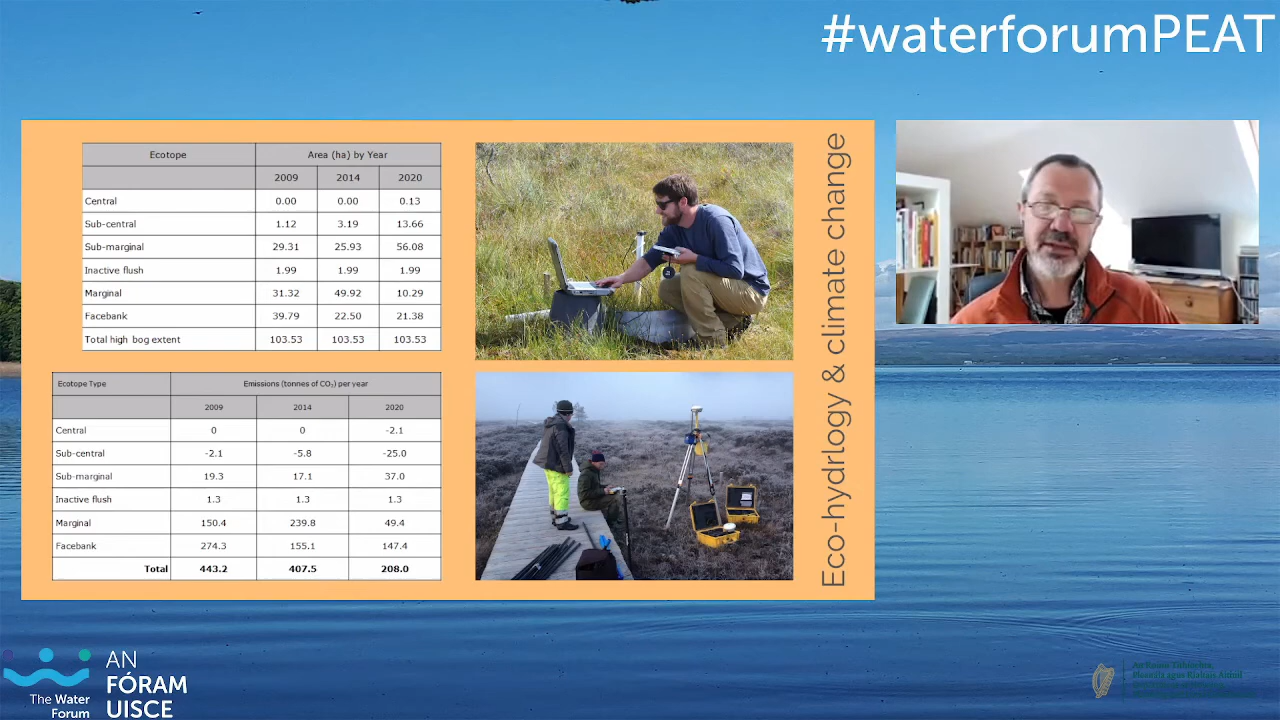 #waterforumPEAT
Ecotope Area (ha) by Year
2009 2014 2020
Central 0.00 0.00 0.13
Sub-central 1.12 3.19 13.66
Sub-marginal 29.31 25.93 56.08
Inactive flush 1.99 1.99 1.99
Marginal 31.32 49.92 10.29
Facebank 39.79 22.50 21.38
Total high bog extent 103.53 103.53 103.53
Ecotope Type Emissions (tonnes of CO₂) per year
2009 2014 2020
Central 0 0 -2.1
Sub-central -2.1 -5.8 -25.0
Sub-marginal 19.3 17.1 37.0
Inactive flush 1.3 1.3 1.3
Marginal 150.4 239.8 49.4
Facebank 274.3 155.1 147.4
Total 443.2 407.5 208.0
Eco-hydrlogy & climate change
The Water
Forum
AN
FÓRAM
UISCE